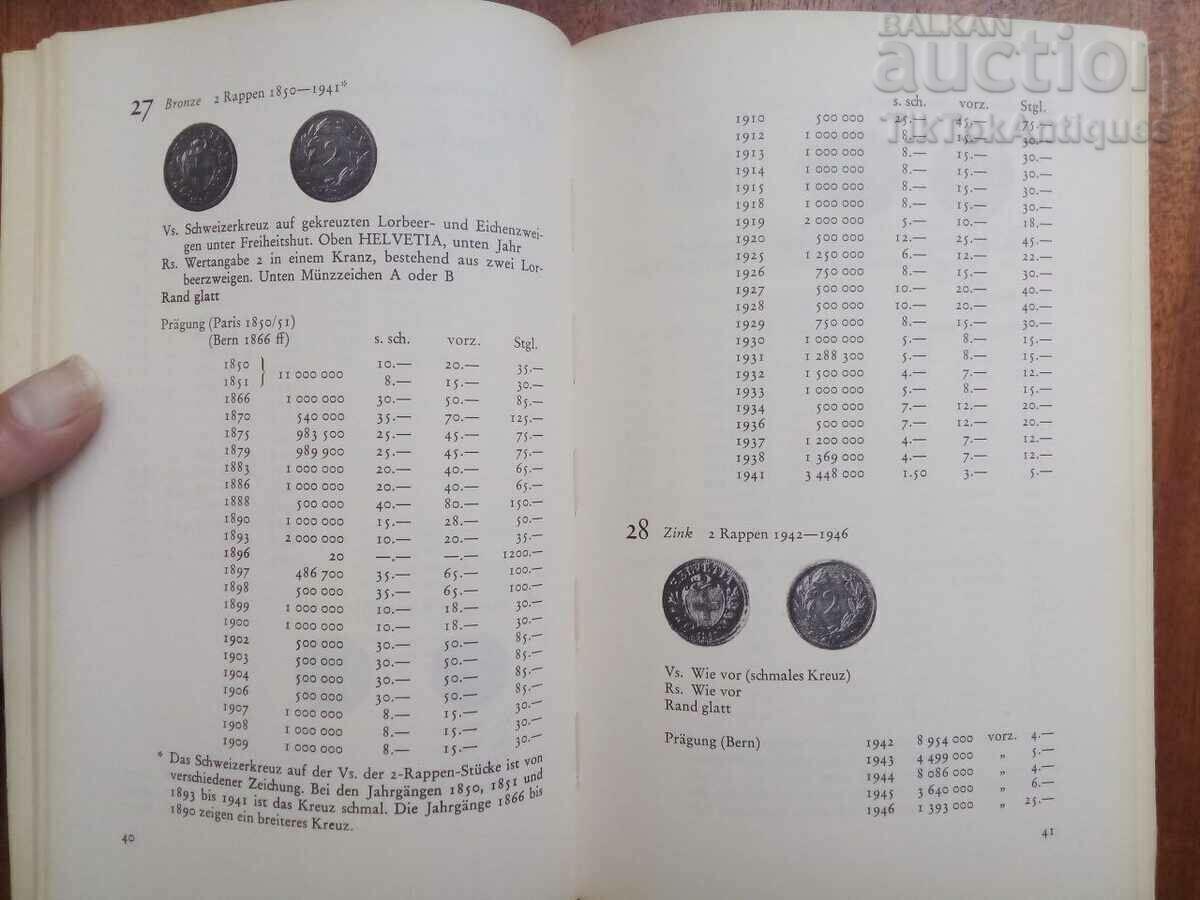 27 Bronze 2 Rappen 1850—1941*
Vs. Schweizerkreuz auf gekreuzten Lorbeer- und Eichenzwei-
gen unter Freiheitshut. Oben HELVETIA, unten Jahr
Rs. Wertangabe 2 in einem Kranz, bestehend aus zwei Lor-
beerzweigen. Unten Münzzeichen A oder B
Rand glatt
Prägung (Paris 1850/51)
(Bern 1866 ff) s. sch. vorz. Stgl.
1850 10.— 20.— 35.—
} 11 000 000
1851 8.— 15.— 30.—
1866 1 000 000 30.— 50.— 85.—
1870 540 000 35.— 70.— 125.—
1875 983 500 25.— 45.— 75.—
1879 989 900 25.— 45.— 75.—
1883 1 000 000 20.— 40.— 65.—
1886 1 000 000 20.— 40.— 65.—
1888 500 000 40.— 80.— 150.—
1890 1 000 000 15.— 28.— 50.—
1893 2 000 000 10.— 20.— 35.—
1896 20 —.— —.— 1200.—
1897 486 700 35.— 65.— 100.—
1898 500 000 35.— 65.— 100.—
1899 1 000 000 10.— 18.— 30.—
1900 1 000 000 10.— 18.— 30.—
1902 500 000 30.— 50.— 85.—
1903 500 000 30.— 50.— 85.—
1904 500 000 30.— 50.— 85.—
1906 500 000 30.— 50.— 85.—
1907 1 000 000 8.— 15.— 30.—
1908 1 000 000 8.— 15.— 30.—
1909 1 000 000 8.— 15.— 30.—
* Das Schweizerkreuz auf der Vs. der 2-Rappen-Stücke ist von
verschiedener Zeichung. Bei den Jahrgängen 1850, 1851 und
1893 bis 1941 ist das Kreuz schmal. Die Jahrgänge 1866 bis
1890 zeigen ein breiteres Kreuz.
40
BALKAN
auction
TikTokAntiques
s. sch. vorz. Stgl.
1910 500 000 25.— 45.— 75.—
1912 1 000 000 8.— 15.— 30.—
1913 1 000 000 8.— 15.— 30.—
1914 1 000 000 8.— 15.— 30.—
1915 1 000 000 8.— 15.— 30.—
1918 1 000 000 8.— 15.— 30.—
1919 2 000 000 5.— 10.— 18.—
1920 500 000 12.— 25.— 45.—
1925 1 250 000 6.— 12.— 22.—
1926 750 000 8.— 15.— 30.—
1927 500 000 10.— 20.— 40.—
1928 500 000 10.— 20.— 40.—
1929 750 000 8.— 15.— 30.—
1930 1 000 000 5.— 8.— 15.—
1931 1 288 300 5.— 8.— 15.—
1932 1 500 000 4.— 7.— 12.—
1933 1 000 000 5.— 8.— 15.—
1934 500 000 7.— 12.— 20.—
1936 500 000 7.— 12.— 20.—
1937 1 200 000 4.— 7.— 12.—
1938 1 369 000 4.— 7.— 12.—
1941 3 448 000 1.50 3.— 5.—
28 Zink 2 Rappen 1942—1946
HELVETIA
2
Vs. Wie vor (schmales Kreuz)
Rs. Wie vor
Rand glatt
Prägung (Bern) 1942 8 954 000 vorz. 4.—
1943 4 499 000 „ 5.—
1944 8 086 000 „ 4.—
1945 3 640 000 „ 6.—
1946 1 393 000 „ 25.—
41